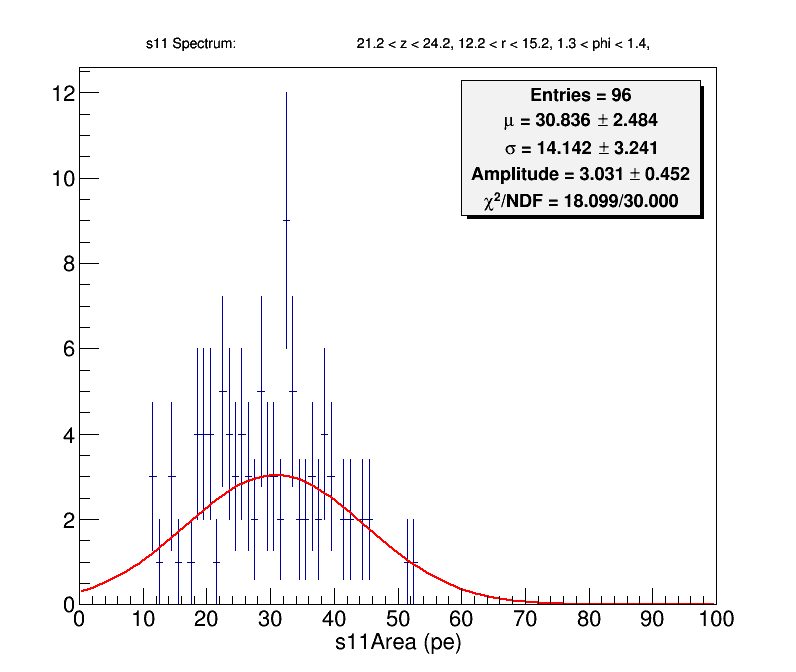 s11 Spectrum: 21.2 < z < 24.2, 12.2 < r < 15.2, 1.3 < phi < 1.4,
Entries = 96
μ = 30.836 ± 2.484
σ = 14.142 ± 3.241
Amplitude = 3.031 ± 0.452
χ²/NDF = 18.099/30.000
12
10
8
6
4
2
0
0 10 20 30 40 50 60 70 80 90 100
s11Area (pe)